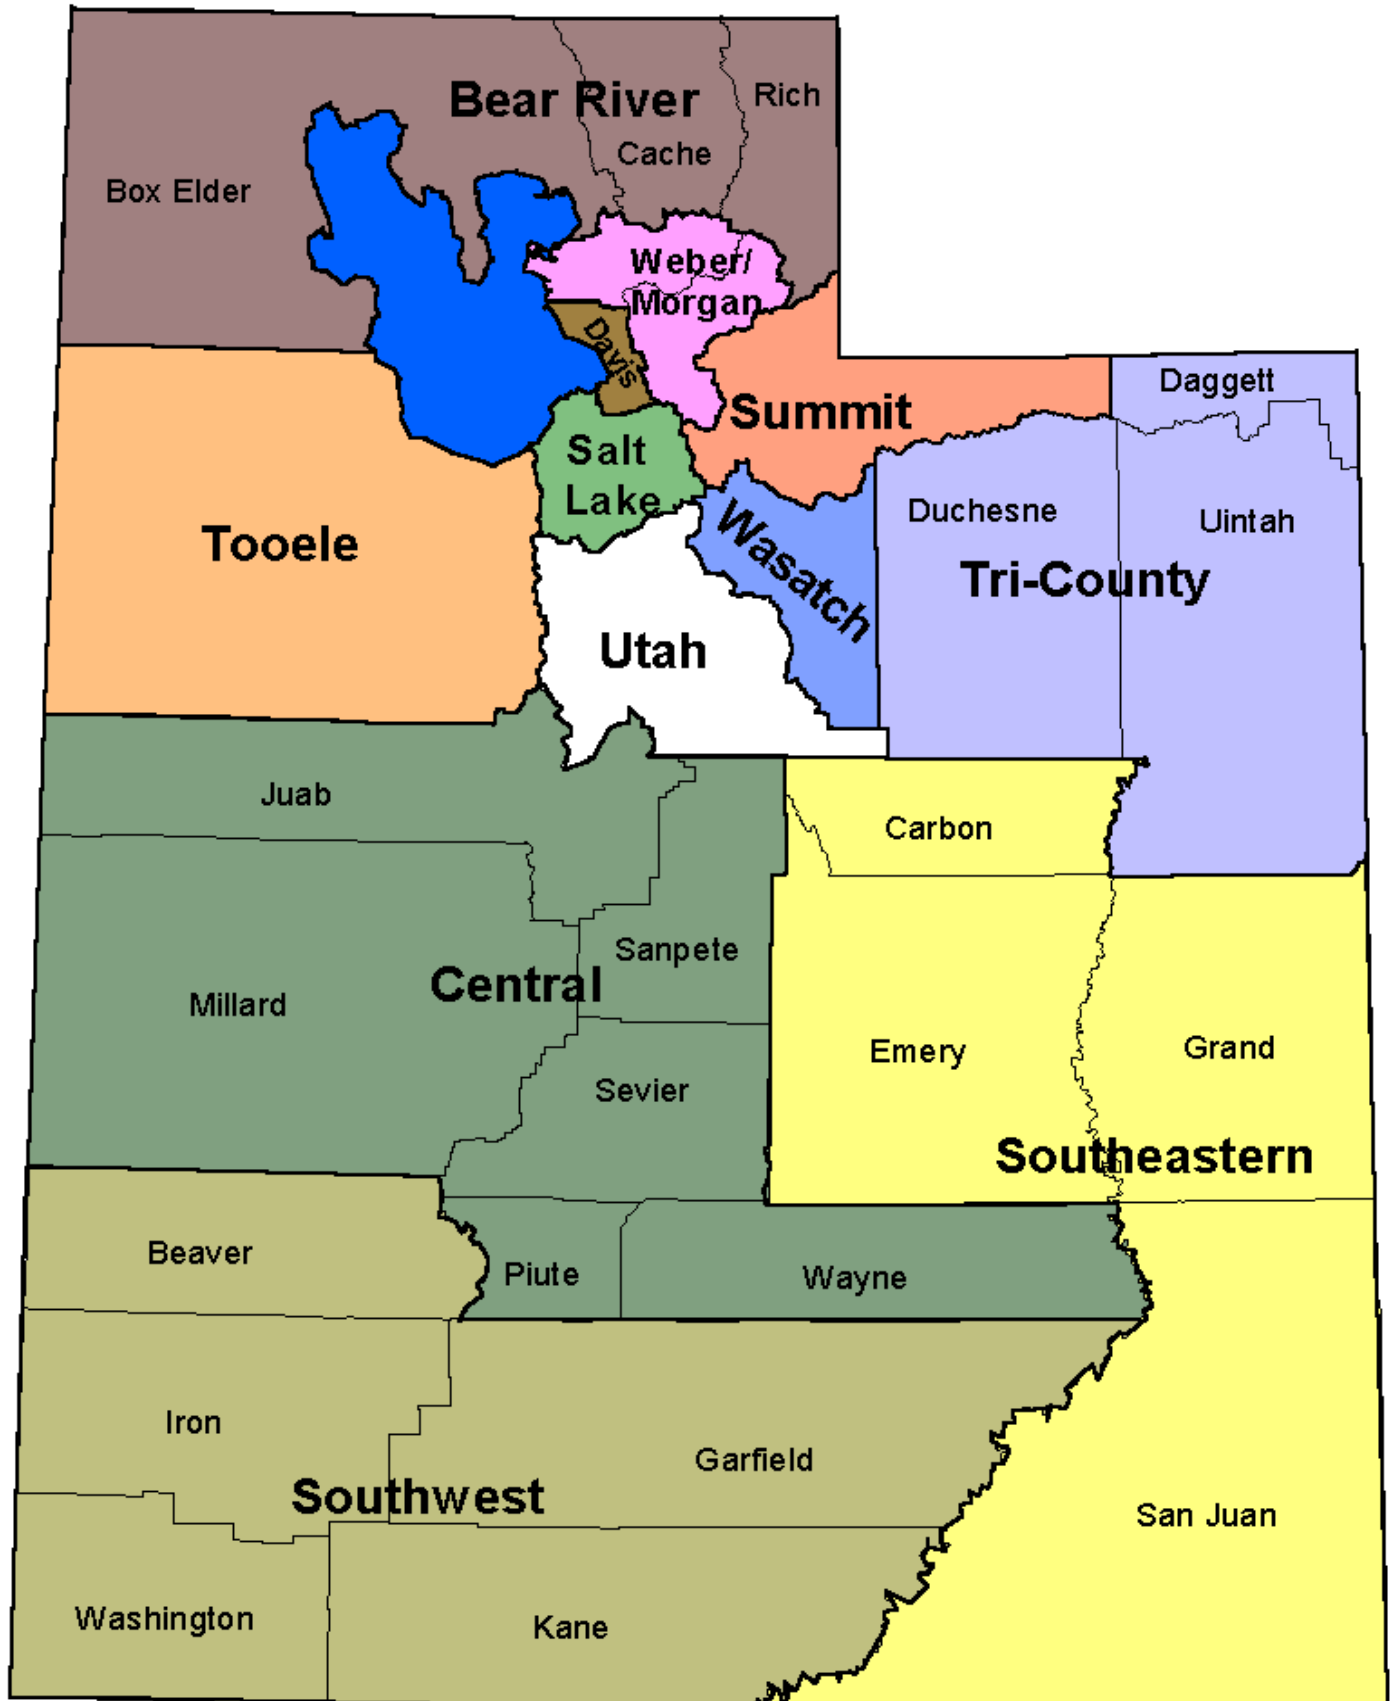 Bear River
Rich
Cache
Box Elder
Weber/
Morgan
Davis
Daggett
Summit
Salt
Lake
Duchesne
Uintah
Wasatch
Tooele
Tri-County
Utah
Juab
Carbon
Sanpete
Central
Millard
Emery
Grand
Sevier
Southeastern
Beaver
Piute
Wayne
Iron
Garfield
Southwest
San Juan
Washington
Kane